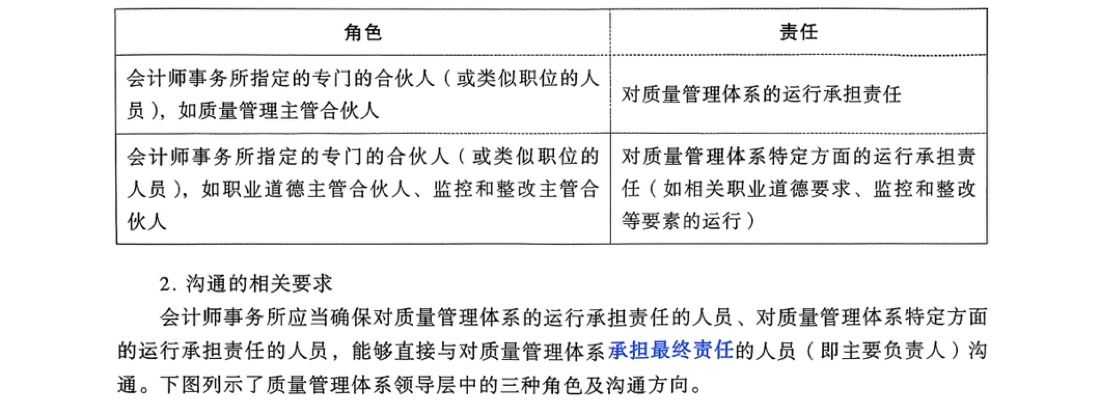 角色
责任
会计师事务所指定的专门的合伙人（或类似职位的人
员），如质量管理主管合伙人
对质量管理体系的运行承担责任
会计师事务所指定的专门的合伙人（或类似职位的
人员），如职业道德主管合伙人、监控和整改主管合
伙人
对质量管理体系特定方面的运行承担责
任（如相关职业道德要求、监控和整改
等要素的运行）
2. 沟通的相关要求
会计师事务所应当确保对质量管理体系的运行承担责任的人员、对质量管理体系特定方面
的运行承担责任的人员，能够直接与对质量管理体系承担最终责任的人员（即主要负责人）沟
通。下图列示了质量管理体系领导层中的三种角色及沟通方向。